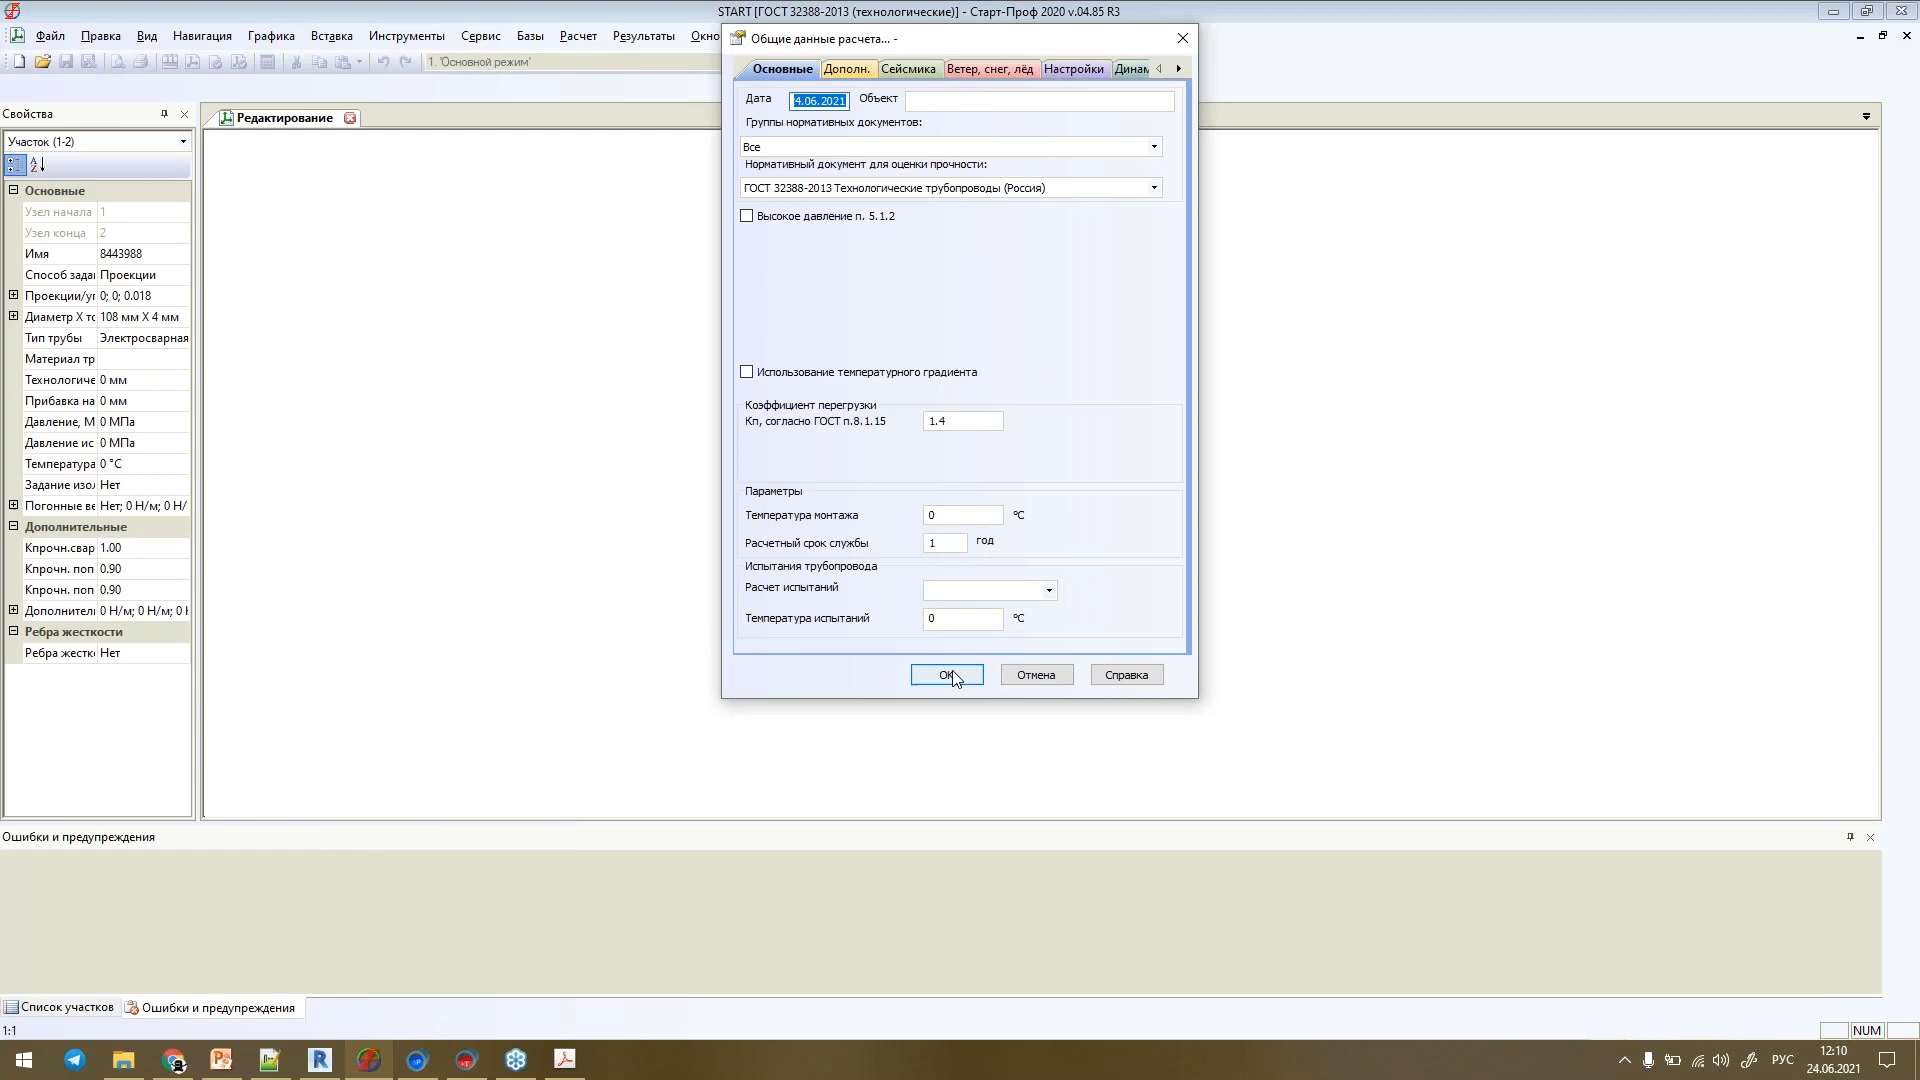 START [ГОСТ 32388-2013 (технологические)] - Старт-Проф 2020 v.04.85 R3
Файл Правка Вид Навигация Графика Вставка Инструменты Сервис Базы Расчет Результаты Окно
1. 'Основной режим'
Свойства
Участок (1-2)
Основные
Узел начала 1
Узел конца 2
Имя 8443988
Способ зада Проекции
Проекции/уг 0; 0; 0.018
Диаметр X то 108 мм X 4 мм
Тип трубы Электросварная
Материал тр
Технологиче 0 мм
Прибавка на 0 мм
Давление, М 0 МПа
Давление ис 0 МПа
Температура 0 °C
Задание изо Нет
Погонные ве Нет; 0 Н/м; 0 Н/
Дополнительные
Kпрочн.свар 1.00
Kпрочн. поп 0.90
Kпрочн. поп 0.90
Дополнител 0 Н/м; 0 Н/м; 0
Ребра жесткости
Ребра жестк Нет
Редактирование
Общие данные расчета... -
Основные Дополн. Сейсмика Ветер, снег, лёд Настройки Динам
Дата 4.06.2021 Объект
Группы нормативных документов:
Все
Нормативный документ для оценки прочности:
ГОСТ 32388-2013 Технологические трубопроводы (Россия)
Высокое давление п. 5.1.2
Использование температурного градиента
Коэффициент перегрузки
Кп, согласно ГОСТ п.8.1.15 1.4
Параметры
Температура монтажа 0 °C
Расчетный срок службы 1 год
Испытания трубопровода
Расчет испытаний
Температура испытаний 0 °C
ОК Отмена Справка
Ошибки и предупреждения
Список участков Ошибки и предупреждения
1:1
NUM
РУС
12:10
24.06.2021